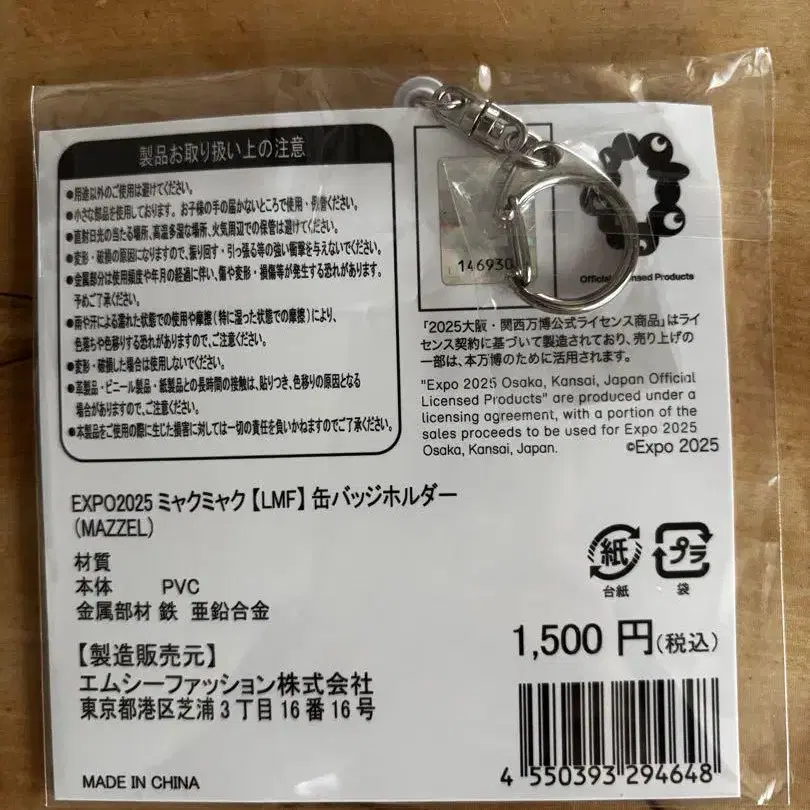 製品お取り扱い上の注意
●用途以外のご使用は避けてください。
●小さな部品を使用しております。お子様の手の届かないところで使用・保管ください。
●直射日光の当たる場所、高温多湿な場所、火気周辺での保管は避けてください。
●変形・破損の原因になりますので、振り回す・引っ張る等の強い衝撃を与えないでください。
●金属部分は使用頻度や年月の経過に伴い、傷や変形・損傷等が発生する恐れがあります。
予めご了承ください。
●雨や汗による濡れた状態での使用や摩擦(特に湿った状態での摩擦)により、
色落ちや色移りする恐れがありますので、ご注意ください。
●変形・破損した場合は使用しないでください。
●革製品・ビニール製品・紙製品との長時間の接触は、貼りつき、色移りの原因となる
場合がありますので、ご注意ください。
●本製品をご使用の際に生じた損害に対しては一切の責任を負いかねますのでご了承ください。
146930
Official Licensed Products
「2025大阪・関西万博公式ライセンス商品」はライ
センス契約に基づいて製造されており、売り上げの
一部は、本万博のために活用されます。
"Expo 2025 Osaka, Kansai, Japan Official
Licensed Products" are produced under a
licensing agreement, with a portion of the
sales proceeds to be used for Expo 2025
Osaka, Kansai, Japan.
©Expo 2025
EXPO2025 ミャクミャク【LMF】缶バッジホルダー
(MAZZEL)
材質
本体 PVC
金属部材 鉄 亜鉛合金
紙
台紙
プラ
袋
1,500 円(税込)
【製造販売元】
エムシーファッション株式会社
東京都港区芝浦3丁目16番16号
MADE IN CHINA
4 550393 294648